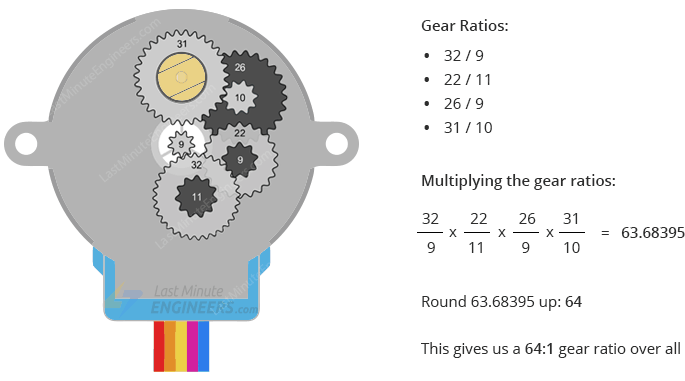 Gear Ratios:
• 32 / 9
• 22 / 11
• 26 / 9
• 31 / 10
Multiplying the gear ratios:
32/9 x 22/11 x 26/9 x 31/10 = 63.68395
Round 63.68395 up: 64
This gives us a 64:1 gear ratio over all
31
26
10
9
22
9
32
11
Last Minute
ENGINEERS.com